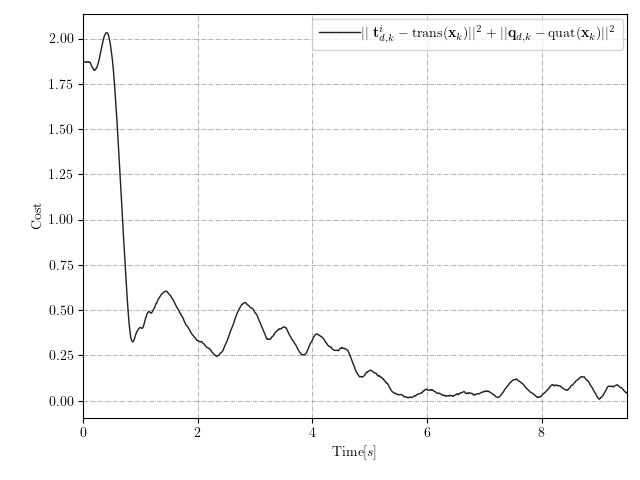 || t^i_{d,k} − trans(x_k)||² + ||q_{d,k} − quat(x_k)||²
2.00
1.75
1.50
1.25
1.00
0.75
0.50
0.25
0.00
Cost
0 2 4 6 8
Time[s]